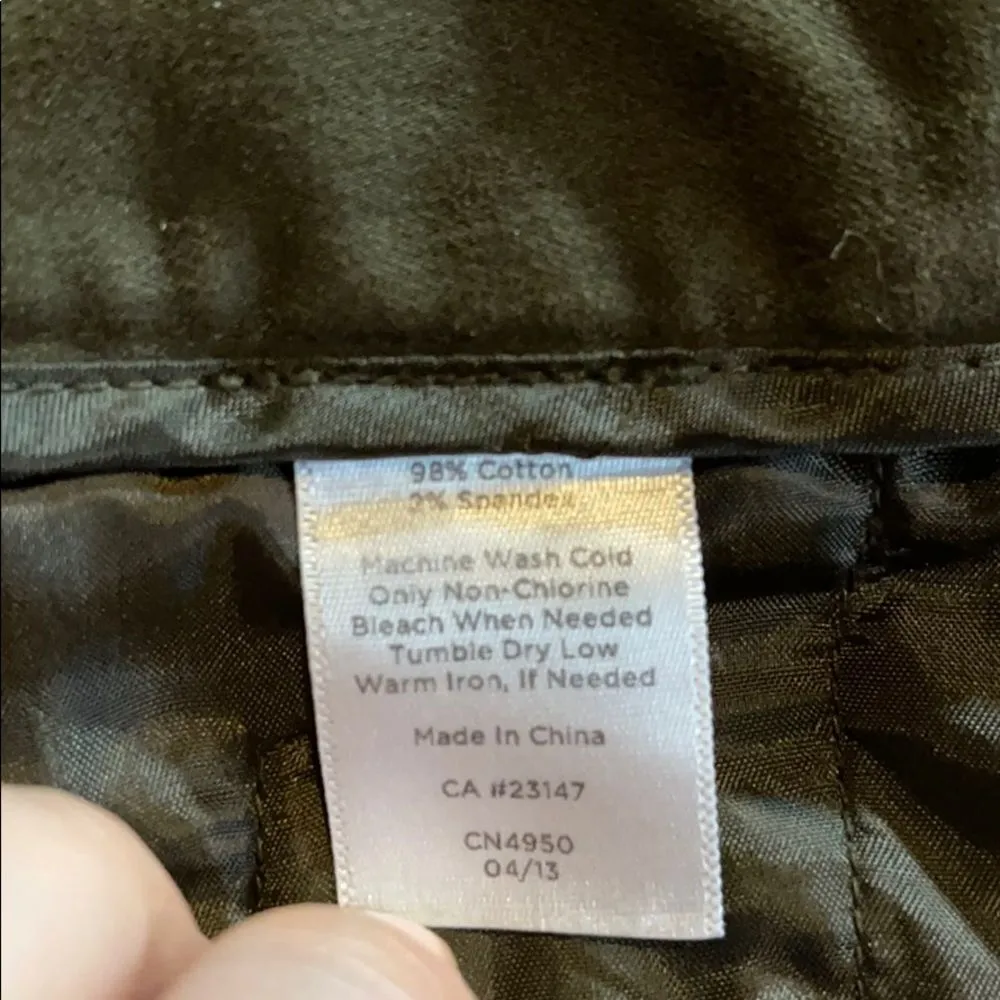 98% Cotton
2% Spandex
Machine Wash Cold
Only Non-Chlorine
Bleach When Needed
Tumble Dry Low
Warm Iron, If Needed
Made In China
CA #23147
CN4950
04/13